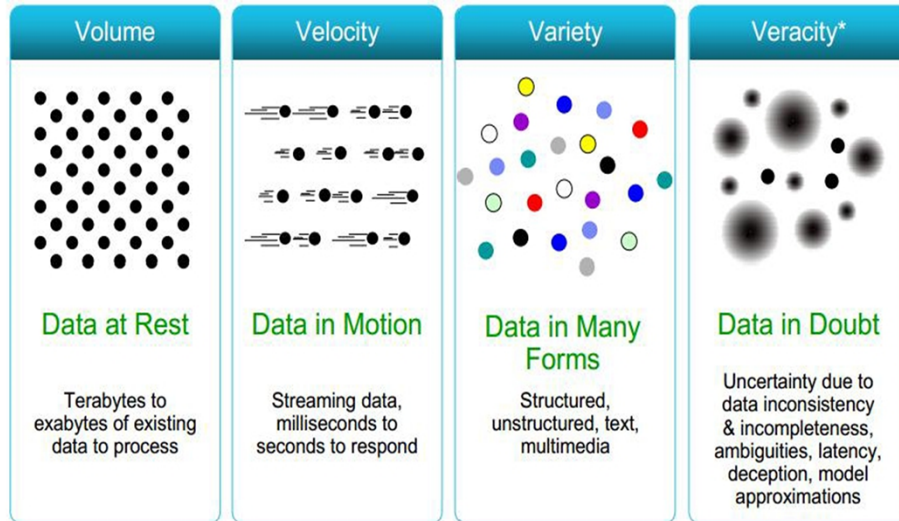 Volume
Data at Rest
Terabytes to
exabytes of existing
data to process
Velocity
Data in Motion
Streaming data,
milliseconds to
seconds to respond
Variety
Data in Many
Forms
Structured,
unstructured, text,
multimedia
Veracity*
Data in Doubt
Uncertainty due to
data inconsistency
& incompleteness,
ambiguities, latency,
deception, model
approximations